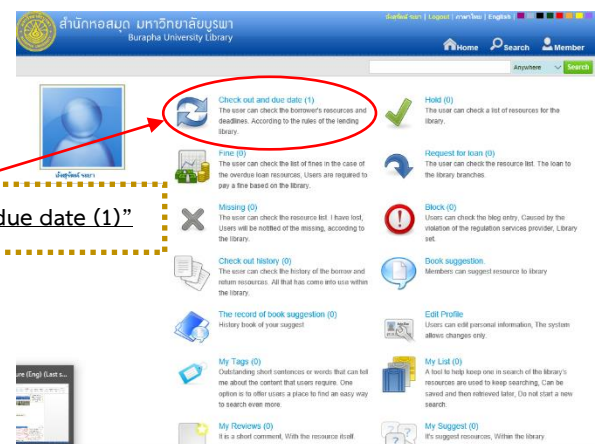 สำนักหอสมุด มหาวิทยาลัยบูรพา
Burapha University Library
| Logout | ภาษาไทย | English |
Home
Search
Member
Anywhere
Search
Check out and due date (1)
The user can check the borrower's resources and
deadlines. According to the rules of the lending
library.
Hold (0)
The user can check a list of resources for the
library.
Fine (0)
The user can check the list of fines in the case of
the overdue loan resources, Users are required to
pay a fine based on the library.
Request for loan (0)
The user can check the resource list. The loan to
the library branches.
due date (1)"
Missing (0)
The user can check the resource list. I have lost,
Users will be notified of the missing, according to
the library.
Block (0)
Users can check the blog entry, Caused by the
violation of the regulation services provider, Library
set.
Check out history (0)
The user can check the history of the borrow and
return resources. All that has come into use within
the library.
Book suggestion.
Members can suggest resource to library
The record of book suggestion (0)
History book of your suggest
Edit Profile
Users can edit personal information, The system
allows changes only.
My Tags (0)
Outstanding short sentences or words that can tell
me about the content that users require. One
option is to offer users a place to find an easy way
to search even more.
My List (0)
A tool to help keep one in search of the library's
resources are used to keep searching, Can be
saved and then retrieved later, Do not start a new
search.
ure (Eng) (Last s...
My Reviews (0)
It is a short comment, With the resource itself.
My Suggest (0)
It's suggest resources, Within the library